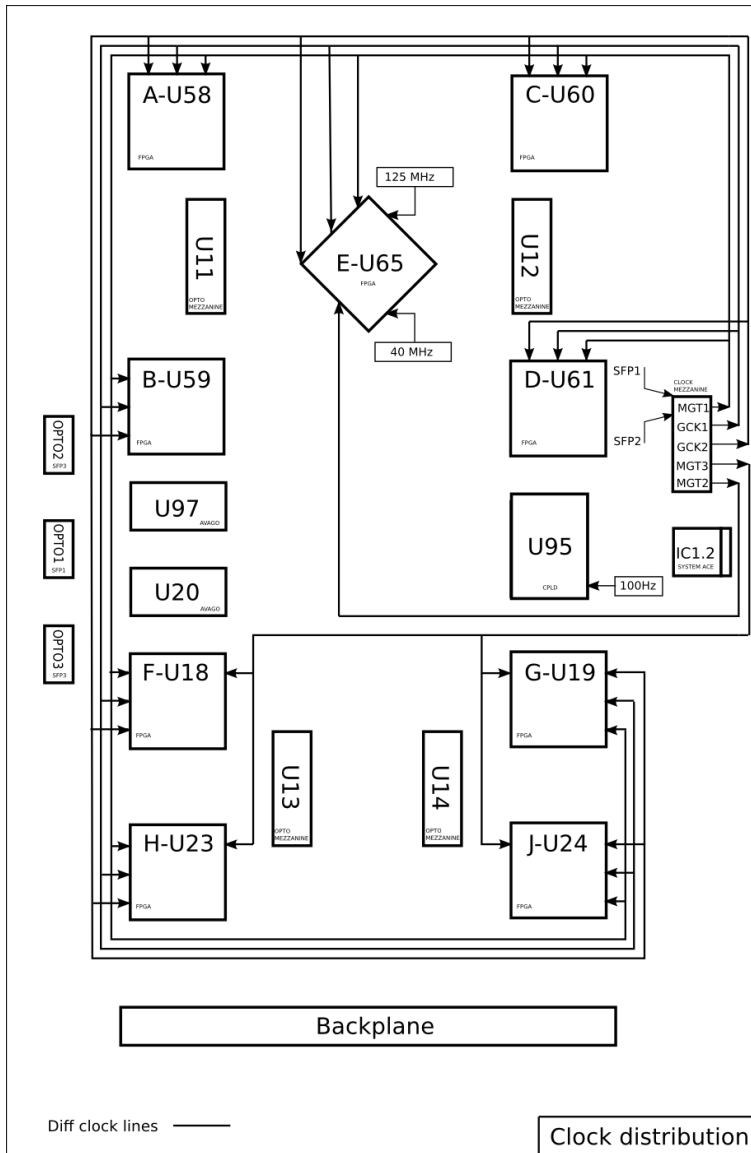 A-U58
FPGA
C-U60
FPGA
125 MHz
U11
OPTO
MEZZANINE
E-U65
FPGA
U12
OPTO
MEZZANINE
40 MHz
B-U59
FPGA
D-U61
FPGA
SFP1
SFP2
CLOCK
MEZZANINE
MGT1
GCK1
GCK2
MGT3
MGT2
OPTO2
SFP3
U97
AVAGO
OPTO1
SFP1
U95
CPLD
IC1.2
SYSTEM ACE
100Hz
U20
AVAGO
OPTO3
SFP3
F-U18
FPGA
G-U19
FPGA
U13
OPTO
MEZZANINE
U14
OPTO
MEZZANINE
H-U23
FPGA
J-U24
FPGA
Backplane
Diff clock lines
Clock distribution